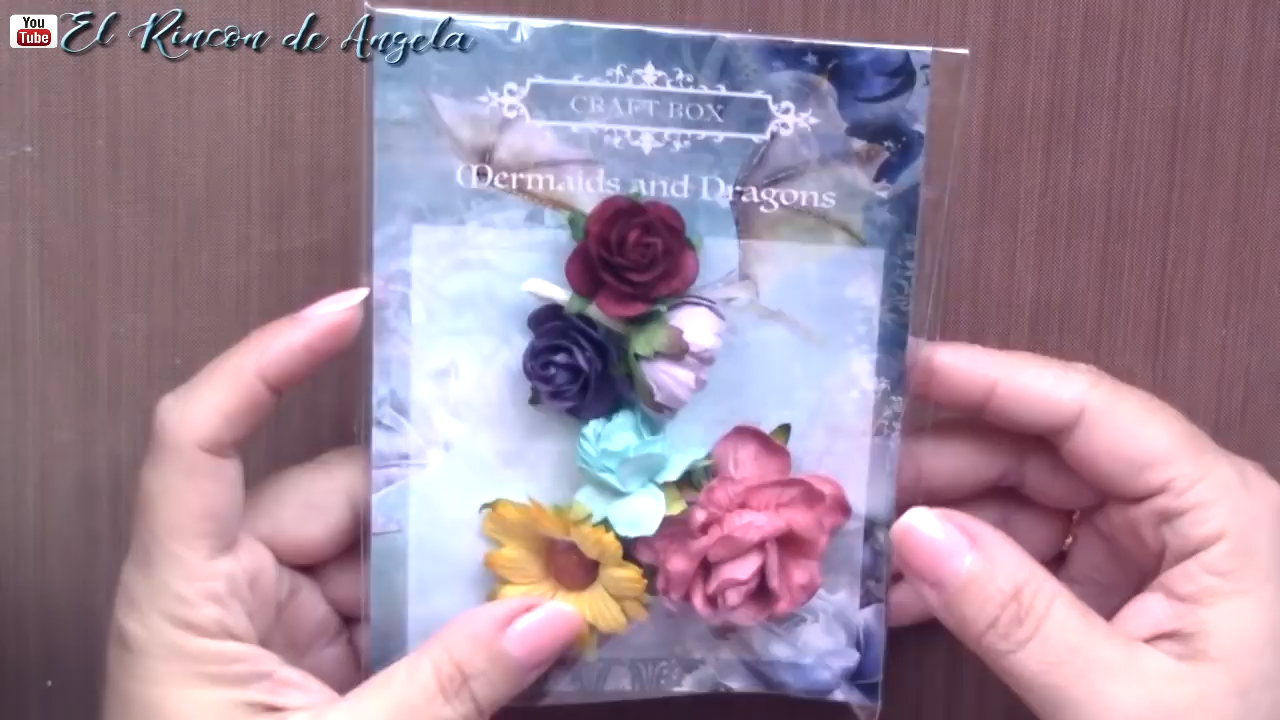 You
Tube
El Rincon de Angela
CRAFT BOX
Mermaids and Dragons